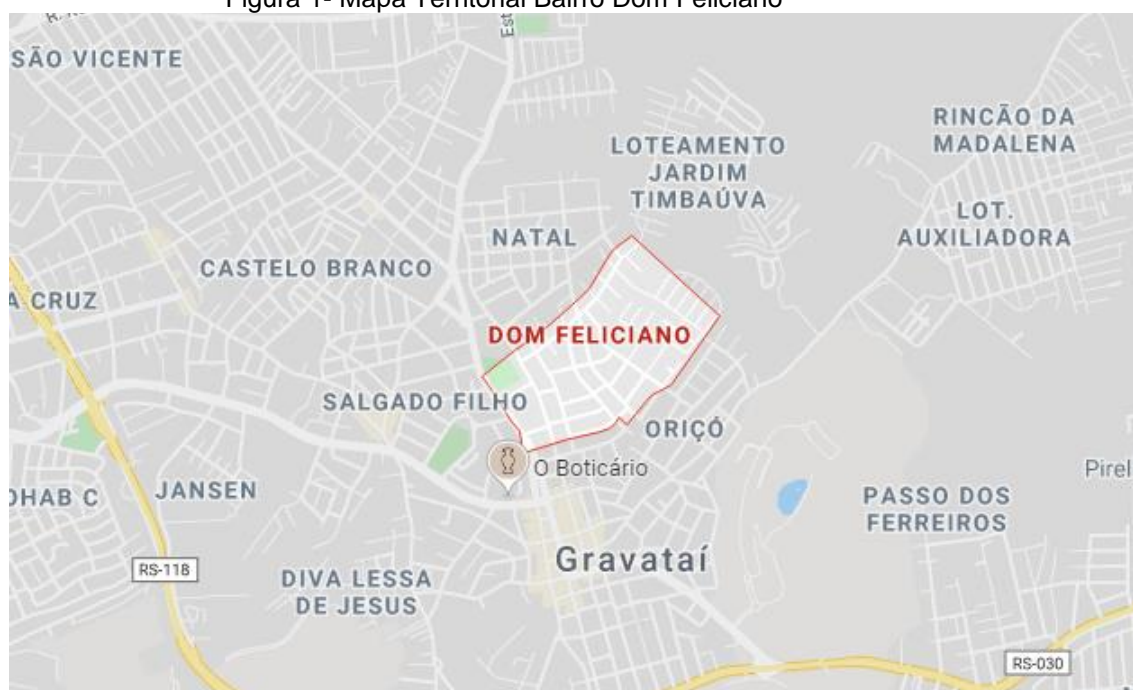 Figura 1- Mapa Territorial Bairro Dom Feliciano
SÃO VICENTE
RINCÃO DA
MADALENA
LOTEAMENTO
JARDIM
TIMBAÚVA
LOT.
AUXILIADORA
NATAL
CASTELO BRANCO
A CRUZ
DOM FELICIANO
SALGADO FILHO
ORIÇÓ
O Boticário
Pirel
OHAB C
JANSEN
PASSO DOS
FERREIROS
Gravataí
RS-118
DIVA LESSA
DE JESUS
RS-030